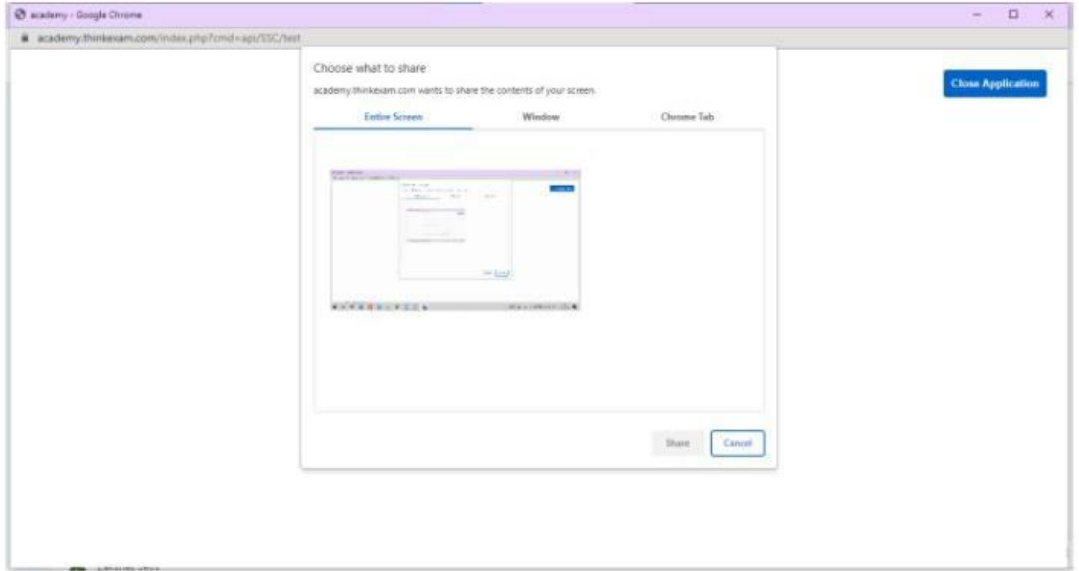 academy - Google Chrome
academy.thinkexam.com/index.php?cmd=api/SSC/test
Choose what to share
academy.thinkexam.com wants to share the contents of your screen.
Close Application
Entire Screen Window Chrome Tab
Share Cancel